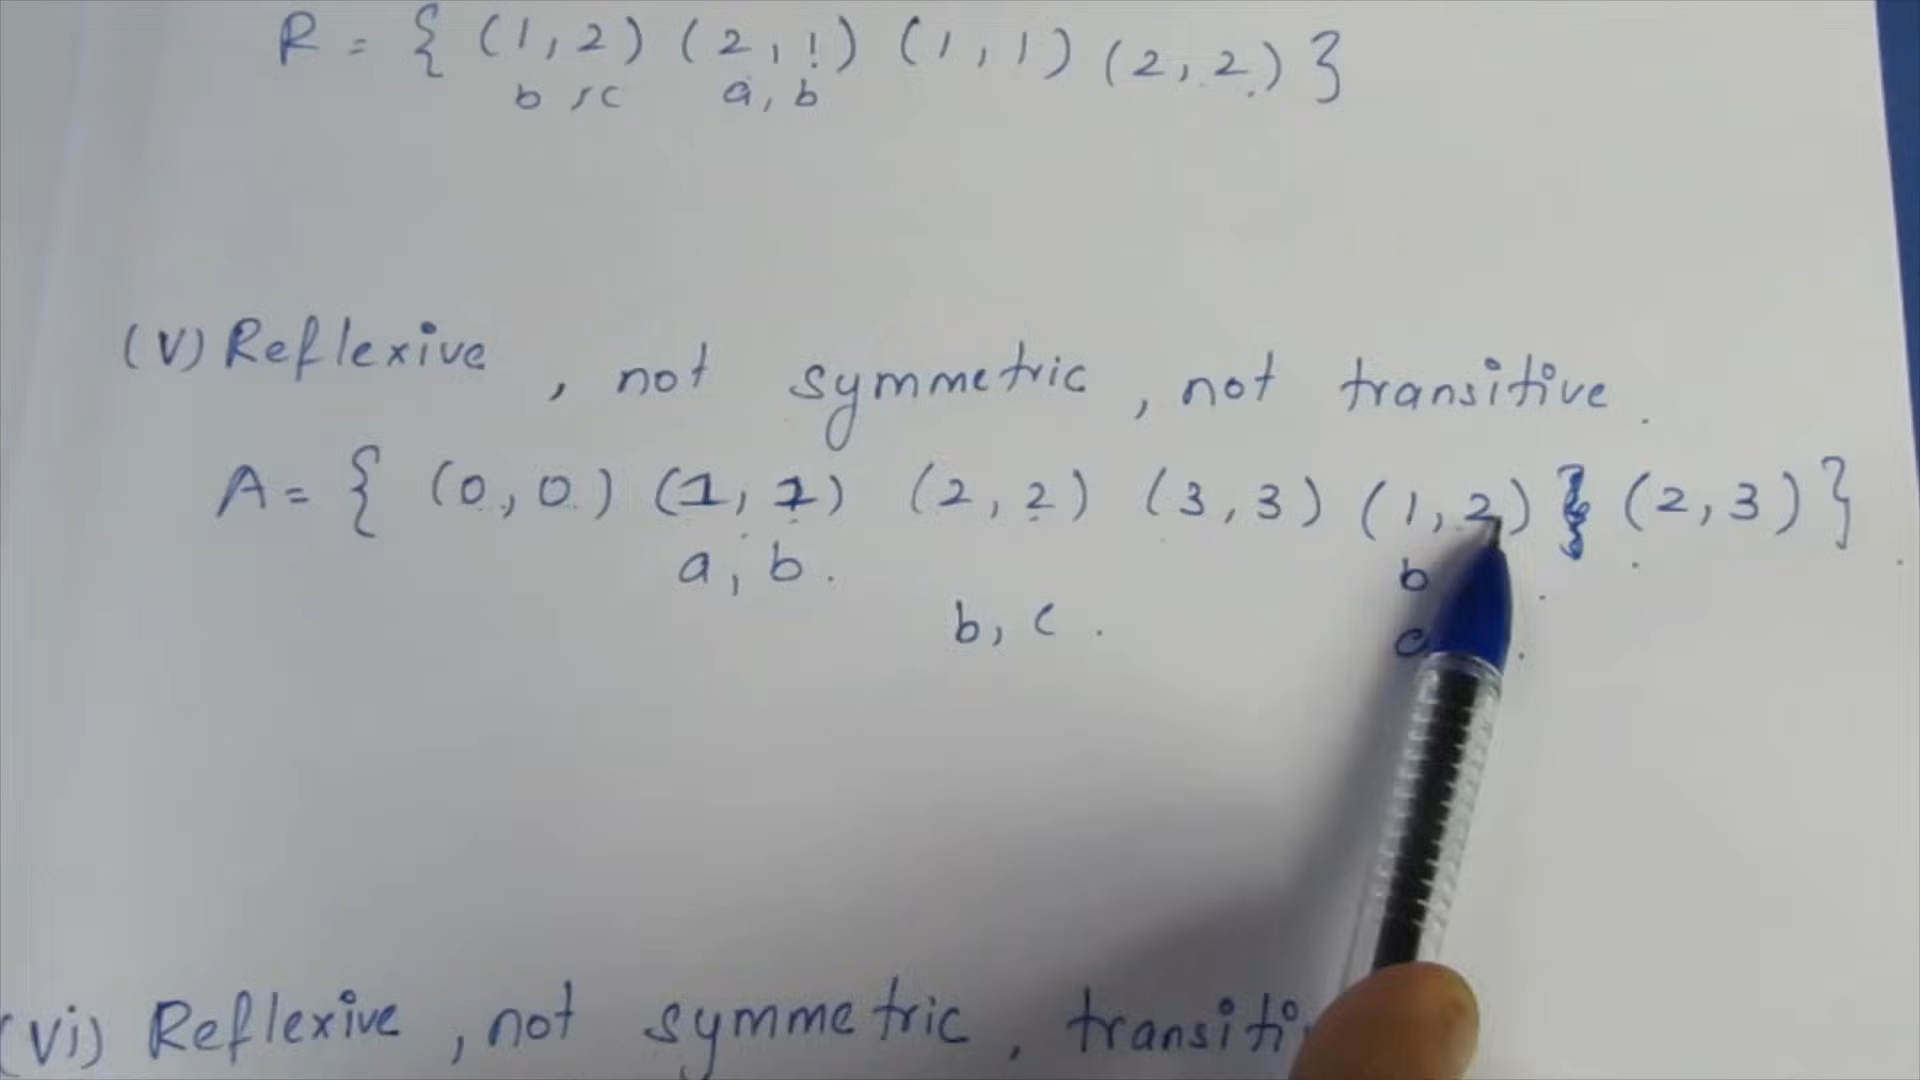 R = { (1,2) (2,1) (1,1) (2,2) }
b,c a,b
(V) Reflexive, not symmetric, not transitive.
A = { (0,0) (1,1) (2,2) (3,3) (1,2) (2,3) }
a, b. b
b, c.
(Vi) Reflexive, not symmetric,